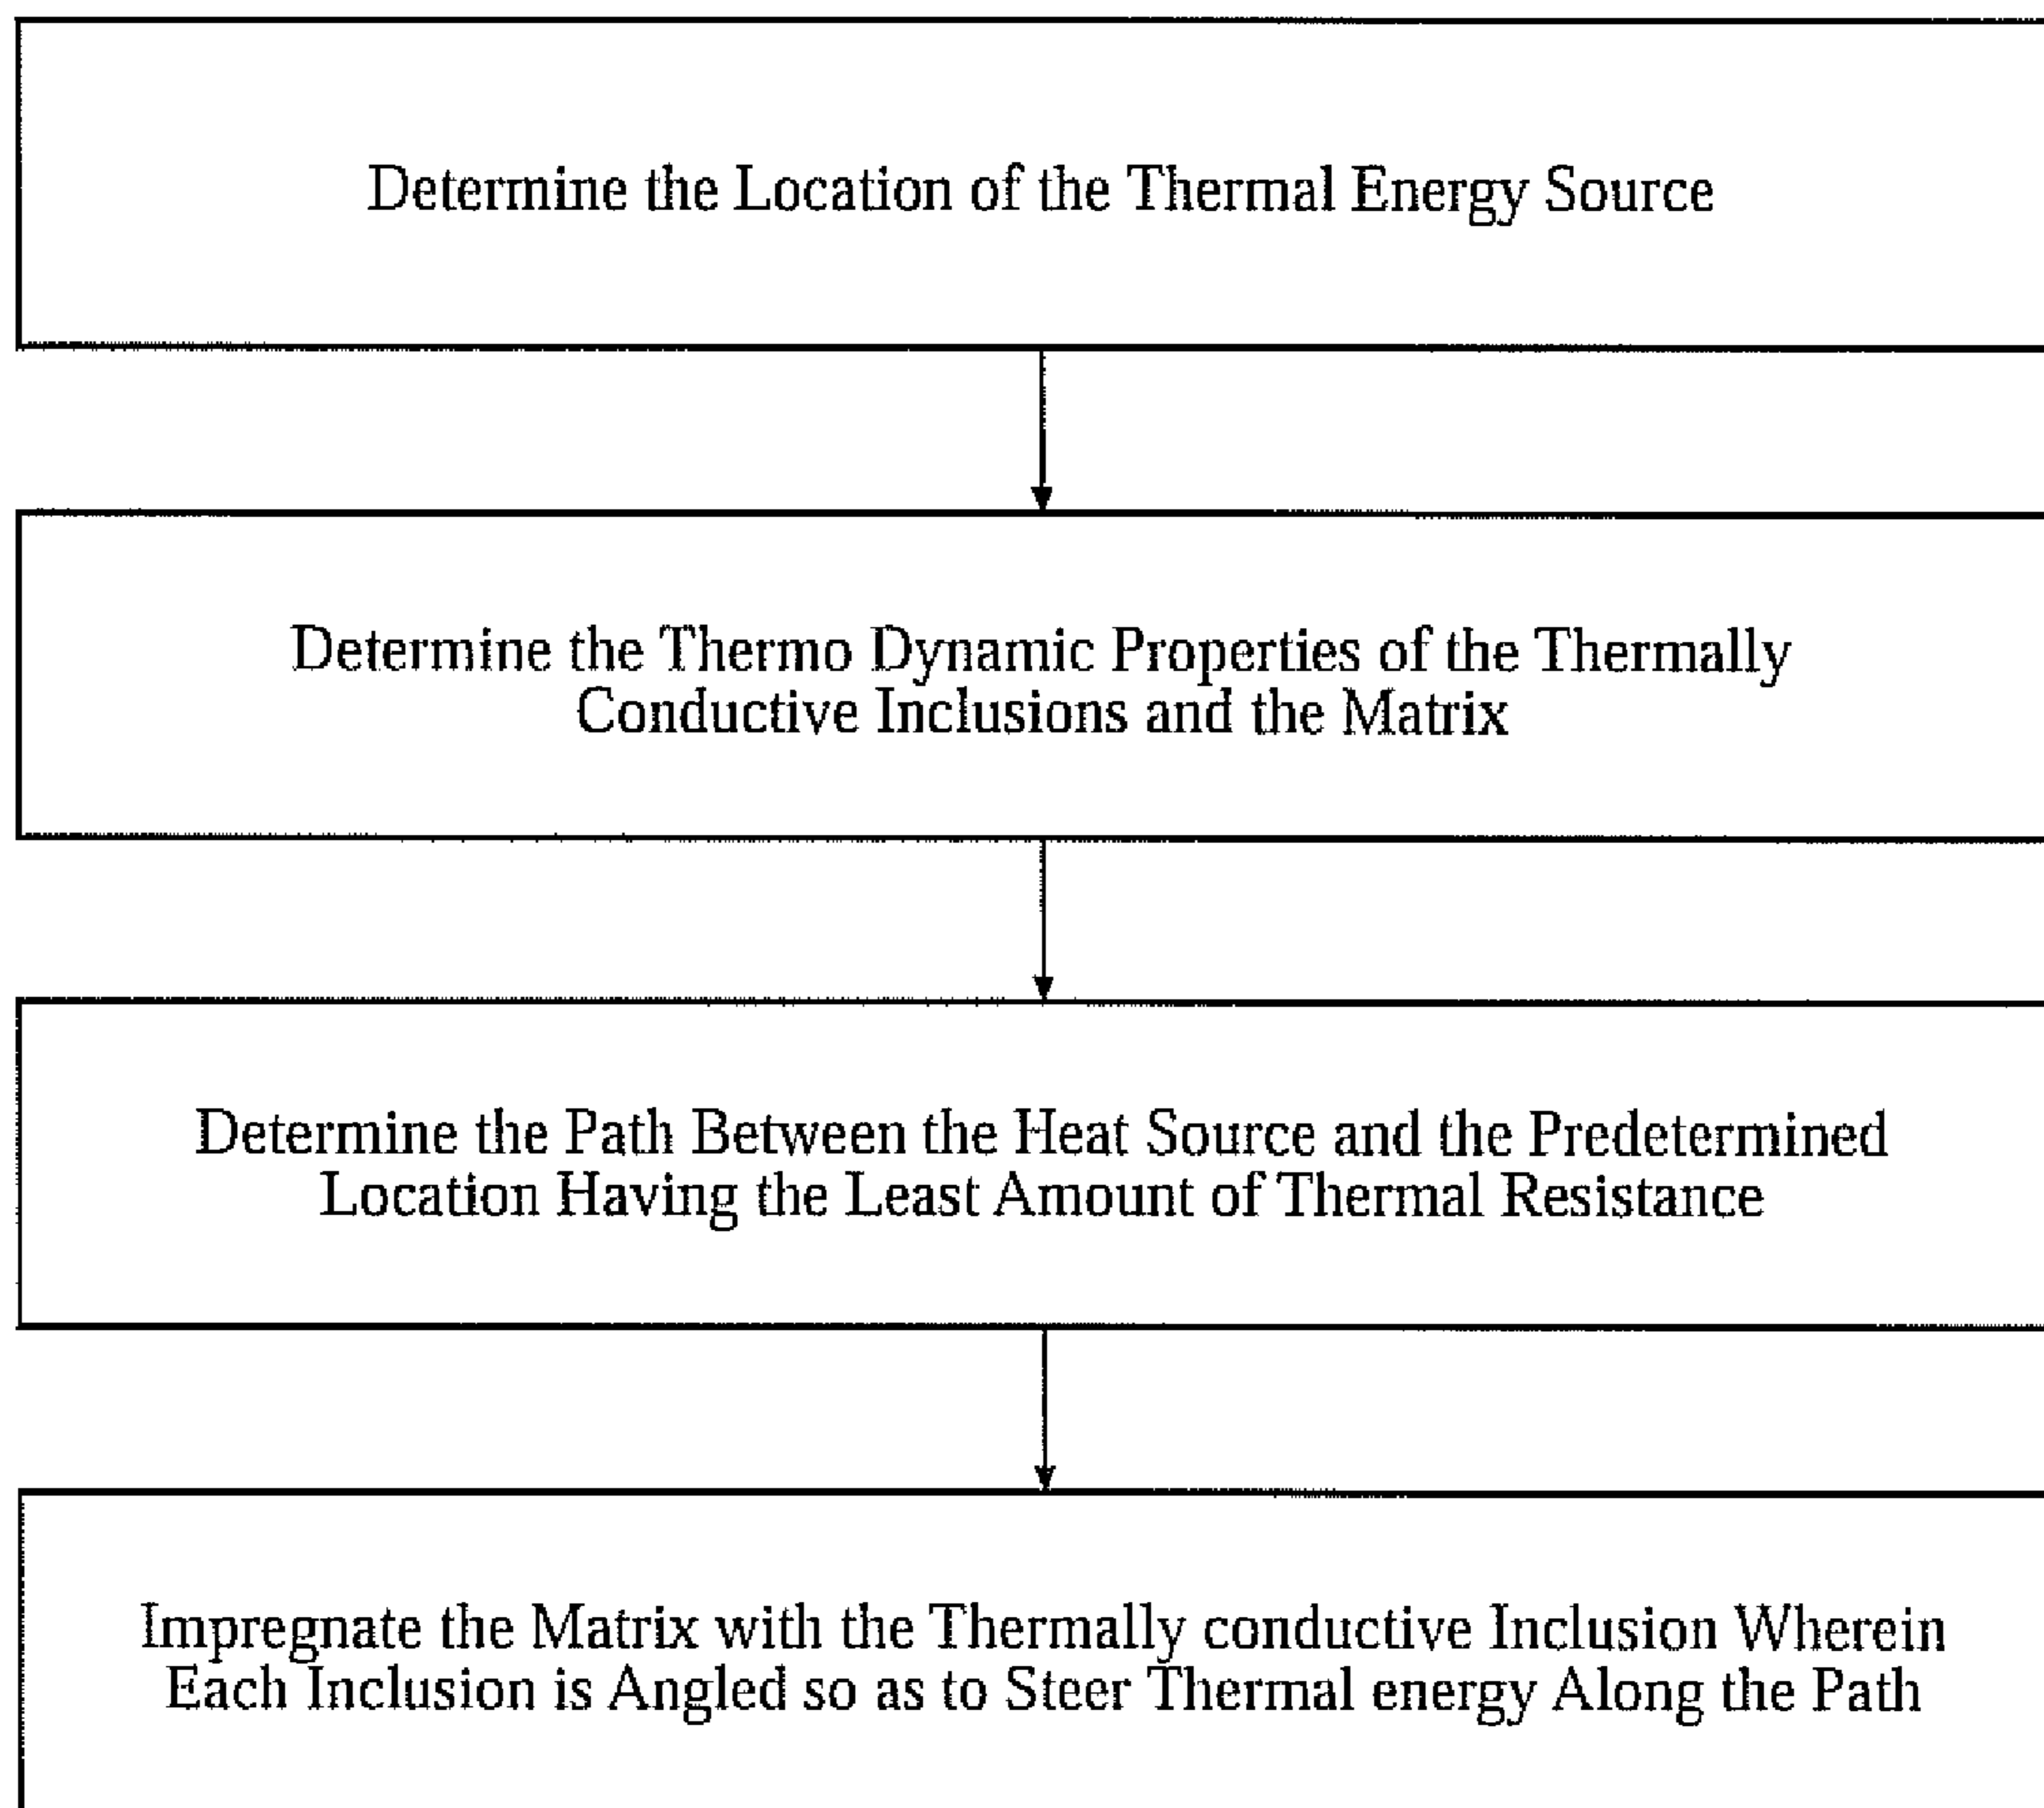 Determine the Location of the Thermal Energy Source
Determine the Thermo Dynamic Properties of the Thermally
Conductive Inclusions and the Matrix
Determine the Path Between the Heat Source and the Predetermined
Location Having the Least Amount of Thermal Resistance
Impregnate the Matrix with the Thermally conductive Inclusion Wherein
Each Inclusion is Angled so as to Steer Thermal energy Along the Path